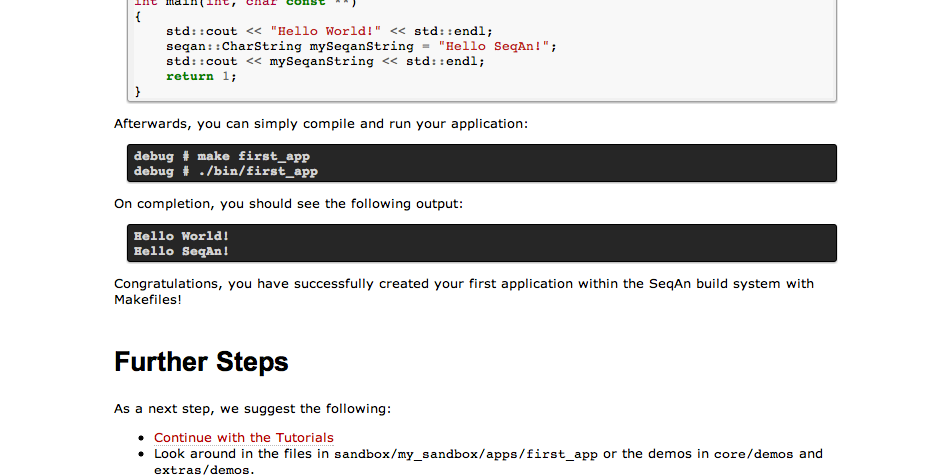 int main(int, char const **)
{
    std::cout << "Hello World!" << std::endl;
    seqan::CharString mySeqanString = "Hello SeqAn!";
    std::cout << mySeqanString << std::endl;
    return 1;
}
Afterwards, you can simply compile and run your application:
debug # make first_app
debug # ./bin/first_app
On completion, you should see the following output:
Hello World!
Hello SeqAn!
Congratulations, you have successfully created your first application within the SeqAn build system with
Makefiles!
Further Steps
As a next step, we suggest the following:
• Continue with the Tutorials
• Look around in the files in sandbox/my_sandbox/apps/first_app or the demos in core/demos and
extras/demos.